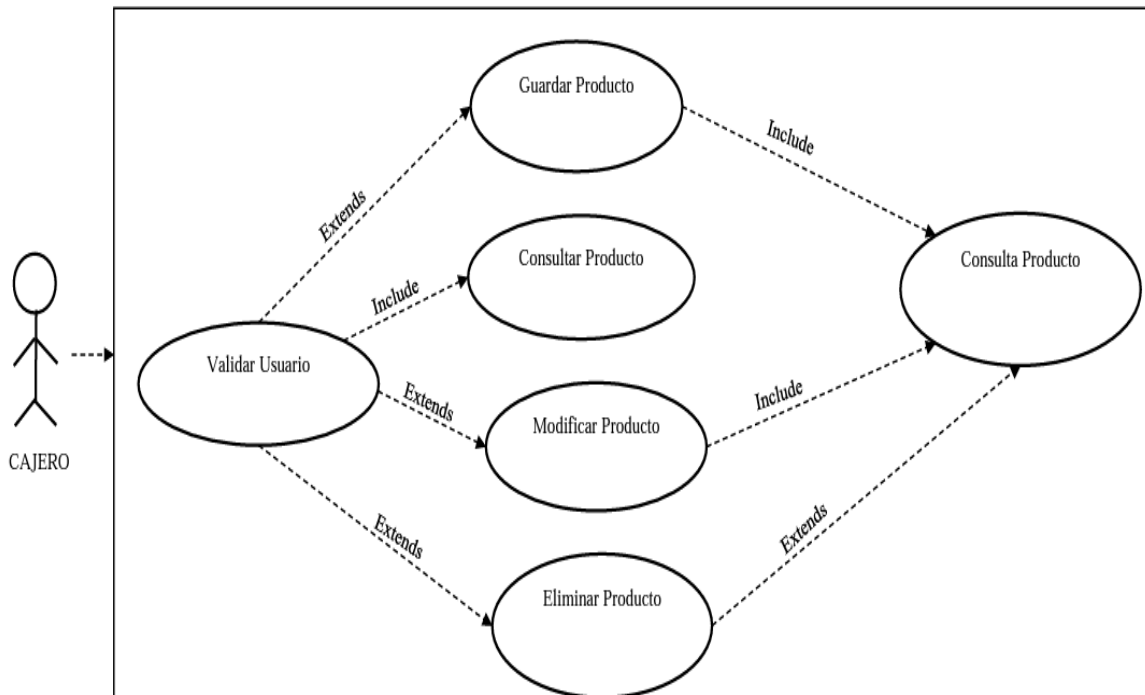 Guardar Producto
Include
Extends
Consultar Producto
Consulta Producto
Include
Validar Usuario
Extends
Include
Modificar Producto
CAJERO
Extends
Extends
Eliminar Producto